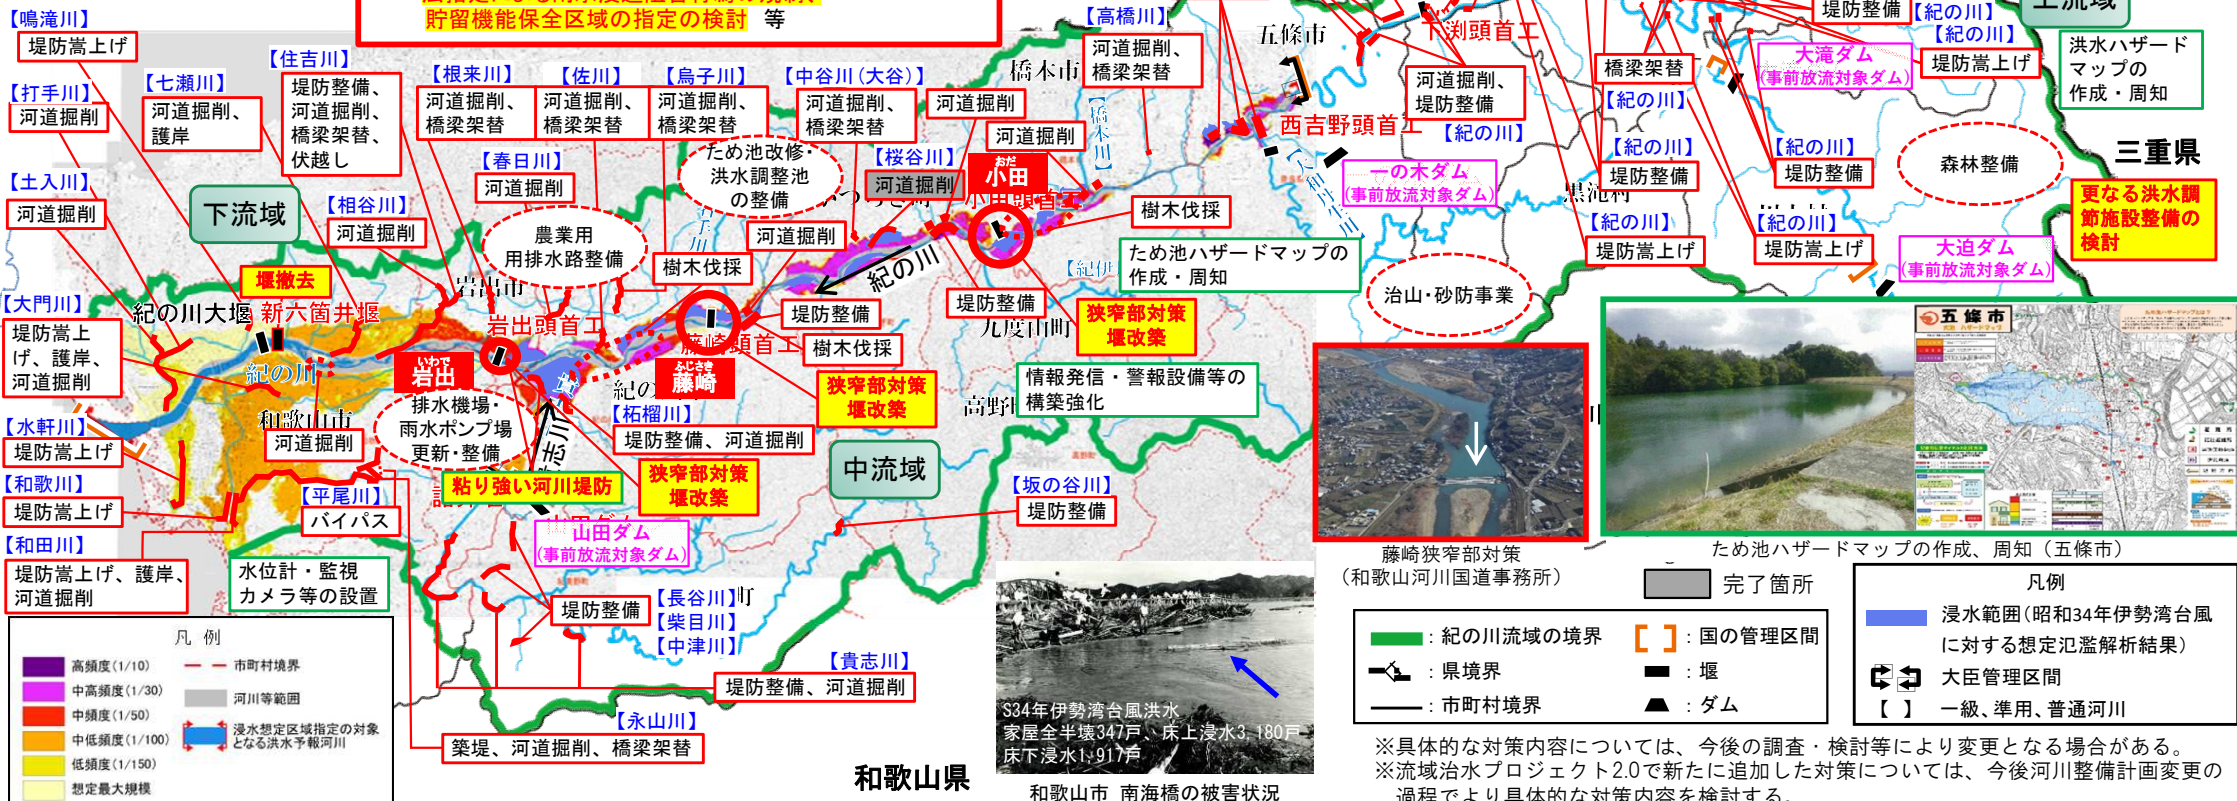 貯留機能保全区域の指定の検討 等
【鳴滝川】
堤防嵩上げ
【打手川】
河道掘削
【七瀬川】
河道掘削、
護岸
【住吉川】
堤防整備、
河道掘削、
橋梁架替、
伏越し
【根来川】
河道掘削、
橋梁架替
【佐川】
河道掘削、
橋梁架替
【烏子川】
河道掘削、
橋梁架替
【中谷川(大谷)】
河道掘削、
橋梁架替
河道掘削
河道掘削
【高橋川】
河道掘削、
橋梁架替
橋本市
五條市
【橋本川】
下渕頭首工
西吉野頭首工
河道掘削、
堤防整備
【紀の川】
橋梁架替
【紀の川】
【紀の川】
堤防整備
【紀の川】
堤防嵩上げ
堤防整備
【紀の川】
【紀の川】
堤防嵩上げ
大滝ダム
(事前放流対象ダム)
上流域
洪水ハザード
マップの
作成・周知
【紀の川】
堤防整備
【紀の川】
堤防嵩上げ
森林整備
三重県
更なる洪水調
節施設整備の
検討
一の木ダム
(事前放流対象ダム)
黒滝村
大迫ダム
(事前放流対象ダム)
治山・砂防事業
【土入川】
河道掘削
下流域
【相谷川】
河道掘削
【春日川】
河道掘削
農業用
用排水路整備
ため池改修・
洪水調整池
の整備
【桜谷川】
河道掘削
おだ
小田
小田頭首工
樹木伐採
河道掘削
樹木伐採
ため池ハザードマップの
作成・周知
堤防整備
狭窄部対策
堰改築
九度山町
紀の川
堤防整備
樹木伐採
狭窄部対策
堰改築
藤崎頭首工
ふじさき
藤崎
情報発信・警報設備等の
構築強化
堰撤去
紀の川大堰
新六箇井堰
岩出市
岩出頭首工
いわで
岩出
【大門川】
堤防嵩上
げ、護岸、
河道掘削
紀の川
和歌山市
河道掘削
排水機場・
雨水ポンプ場
更新・整備
【柘榴川】
堤防整備、河道掘削
狭窄部対策
堰改築
粘り強い河川堤防
【水軒川】
堤防嵩上げ
【和歌川】
堤防嵩上げ
【平尾川】
バイパス
【和田川】
堤防嵩上げ、護岸、
河道掘削
水位計・監視
カメラ等の設置
山田ダム
(事前放流対象ダム)
中流域
【坂の谷川】
堤防整備
堤防整備
【長谷川】
【柴目川】
【中津川】
【貴志川】
堤防整備、河道掘削
【永山川】
築堤、河道掘削、橋梁架替
和歌山県
凡 例
高頻度(1/10)
中高頻度(1/30)
中頻度(1/50)
中低頻度(1/100)
低頻度(1/150)
想定最大規模
市町村境界
河川等範囲
浸水想定区域指定の対象
となる洪水予報河川
S34年伊勢湾台風洪水
家屋全半壊347戸、床上浸水3,180戸
床下浸水1,917戸
和歌山市 南海橋の被害状況
藤崎狭窄部対策
(和歌山河川国道事務所)
五條市
ため池ハザードマップの作成、周知(五條市)
完了箇所
：紀の川流域の境界
：県境界
：市町村境界
：国の管理区間
：堰
：ダム
凡例
浸水範囲(昭和34年伊勢湾台風
に対する想定氾濫解析結果)
大臣管理区間
【 】 一級、準用、普通河川
※具体的な対策内容については、今後の調査・検討等により変更となる場合がある。
※流域治水プロジェクト2.0で新たに追加した対策については、今後河川整備計画変更の
過程でより具体的な対策内容を検討する。